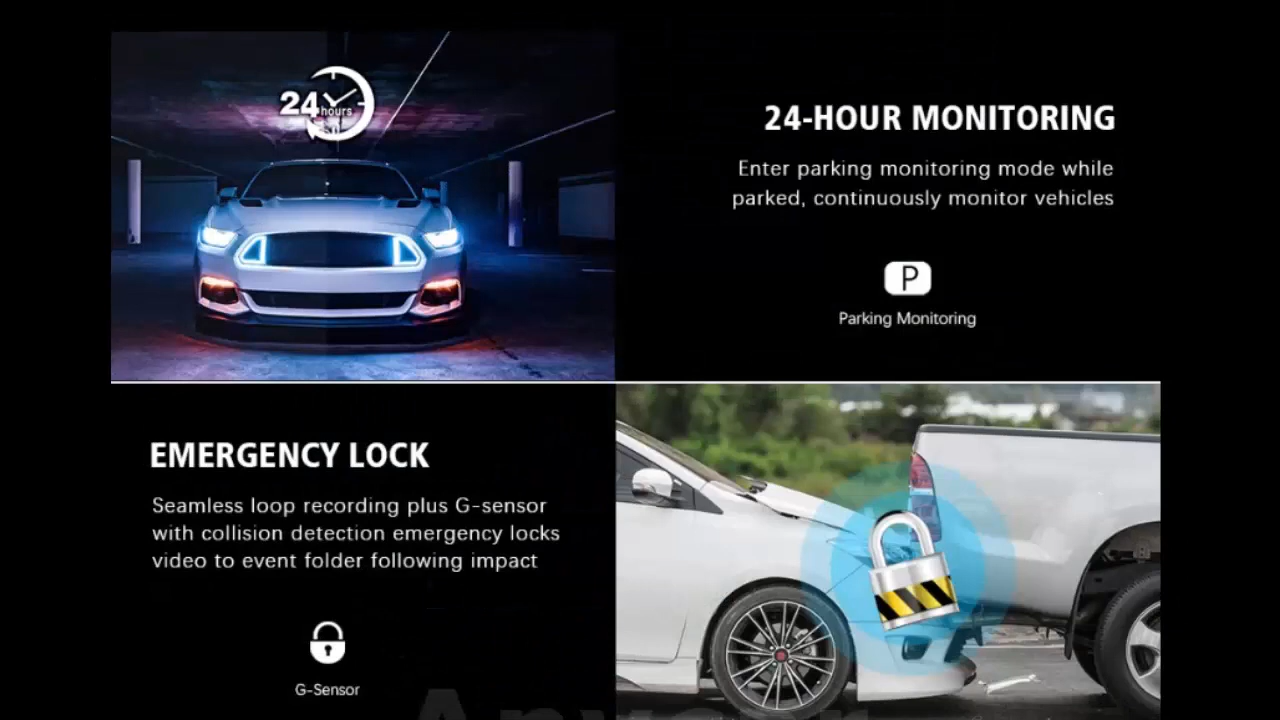 24 hours
24-HOUR MONITORING
Enter parking monitoring mode while
parked, continuously monitor vehicles
P
Parking Monitoring
EMERGENCY LOCK
Seamless loop recording plus G-sensor
with collision detection emergency locks
video to event folder following impact
G-Sensor